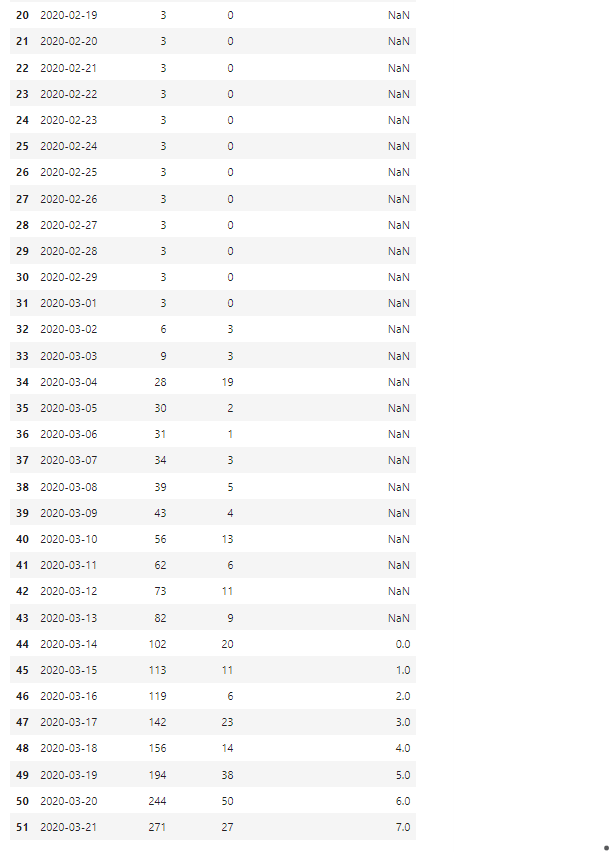 20 2020-02-19 3 0 NaN
21 2020-02-20 3 0 NaN
22 2020-02-21 3 0 NaN
23 2020-02-22 3 0 NaN
24 2020-02-23 3 0 NaN
25 2020-02-24 3 0 NaN
26 2020-02-25 3 0 NaN
27 2020-02-26 3 0 NaN
28 2020-02-27 3 0 NaN
29 2020-02-28 3 0 NaN
30 2020-02-29 3 0 NaN
31 2020-03-01 3 0 NaN
32 2020-03-02 6 3 NaN
33 2020-03-03 9 3 NaN
34 2020-03-04 28 19 NaN
35 2020-03-05 30 2 NaN
36 2020-03-06 31 1 NaN
37 2020-03-07 34 3 NaN
38 2020-03-08 39 5 NaN
39 2020-03-09 43 4 NaN
40 2020-03-10 56 13 NaN
41 2020-03-11 62 6 NaN
42 2020-03-12 73 11 NaN
43 2020-03-13 82 9 NaN
44 2020-03-14 102 20 0.0
45 2020-03-15 113 11 1.0
46 2020-03-16 119 6 2.0
47 2020-03-17 142 23 3.0
48 2020-03-18 156 14 4.0
49 2020-03-19 194 38 5.0
50 2020-03-20 244 50 6.0
51 2020-03-21 271 27 7.0